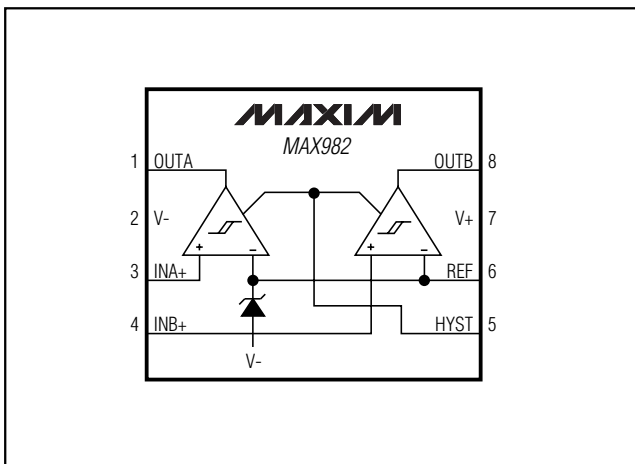 MAXIM
MAX982
1 OUTA
OUTB 8
2 V-
V+ 7
+ -
+ -
3 INA+
REF 6
4 INB+
HYST 5
V-